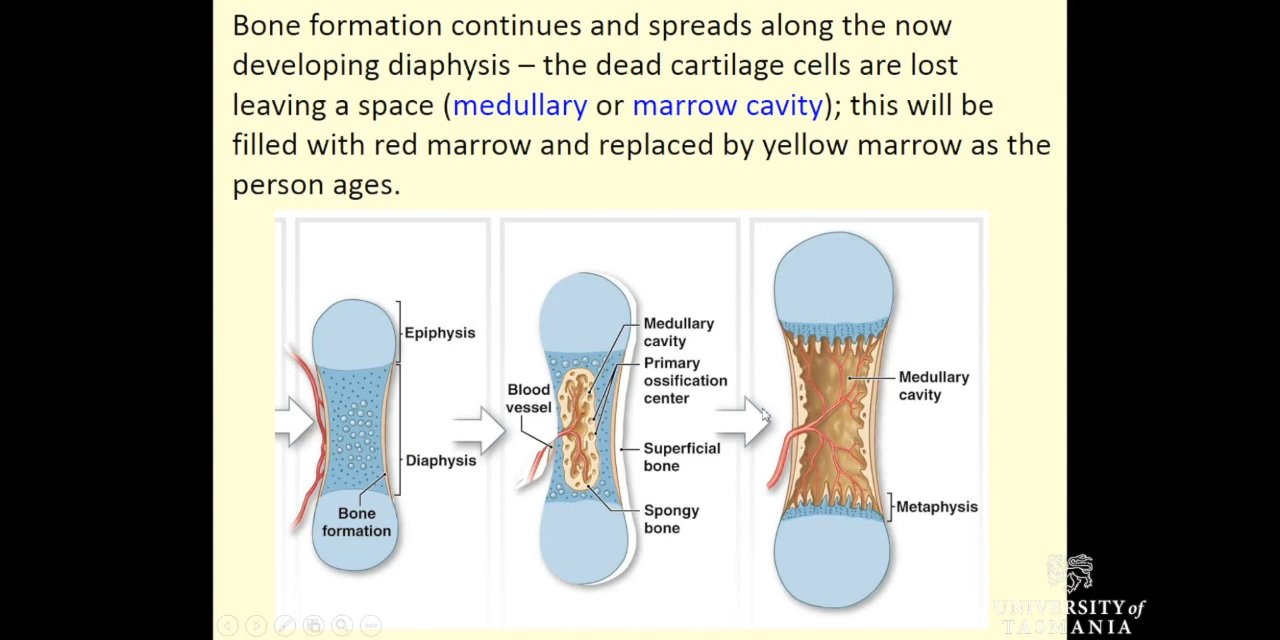 Bone formation continues and spreads along the now
developing diaphysis – the dead cartilage cells are lost
leaving a space (medullary or marrow cavity); this will be
filled with red marrow and replaced by yellow marrow as the
person ages.
Epiphysis
Diaphysis
Bone
formation
Medullary
cavity
Primary
ossification
center
Blood
vessel
Superficial
bone
Spongy
bone
Medullary
cavity
Metaphysis
UNIVERSITY of
TASMANIA